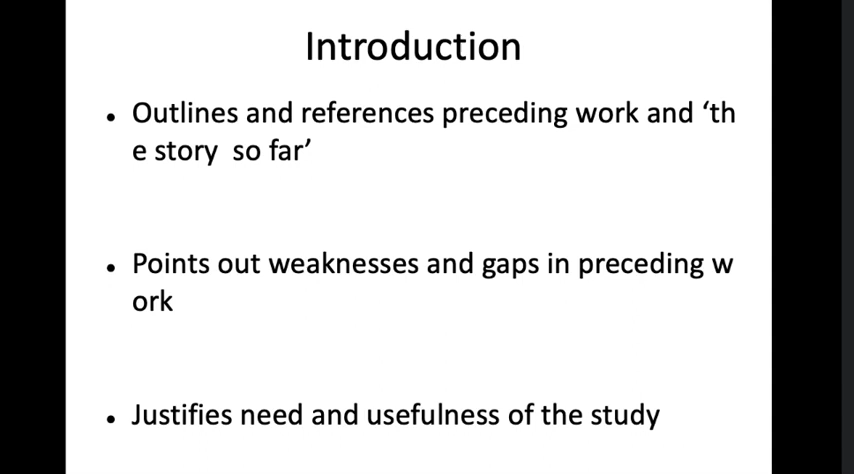 Introduction
• Outlines and references preceding work and ‘th
e story  so far’
• Points out weaknesses and gaps in preceding w
ork
• Justifies need and usefulness of the study